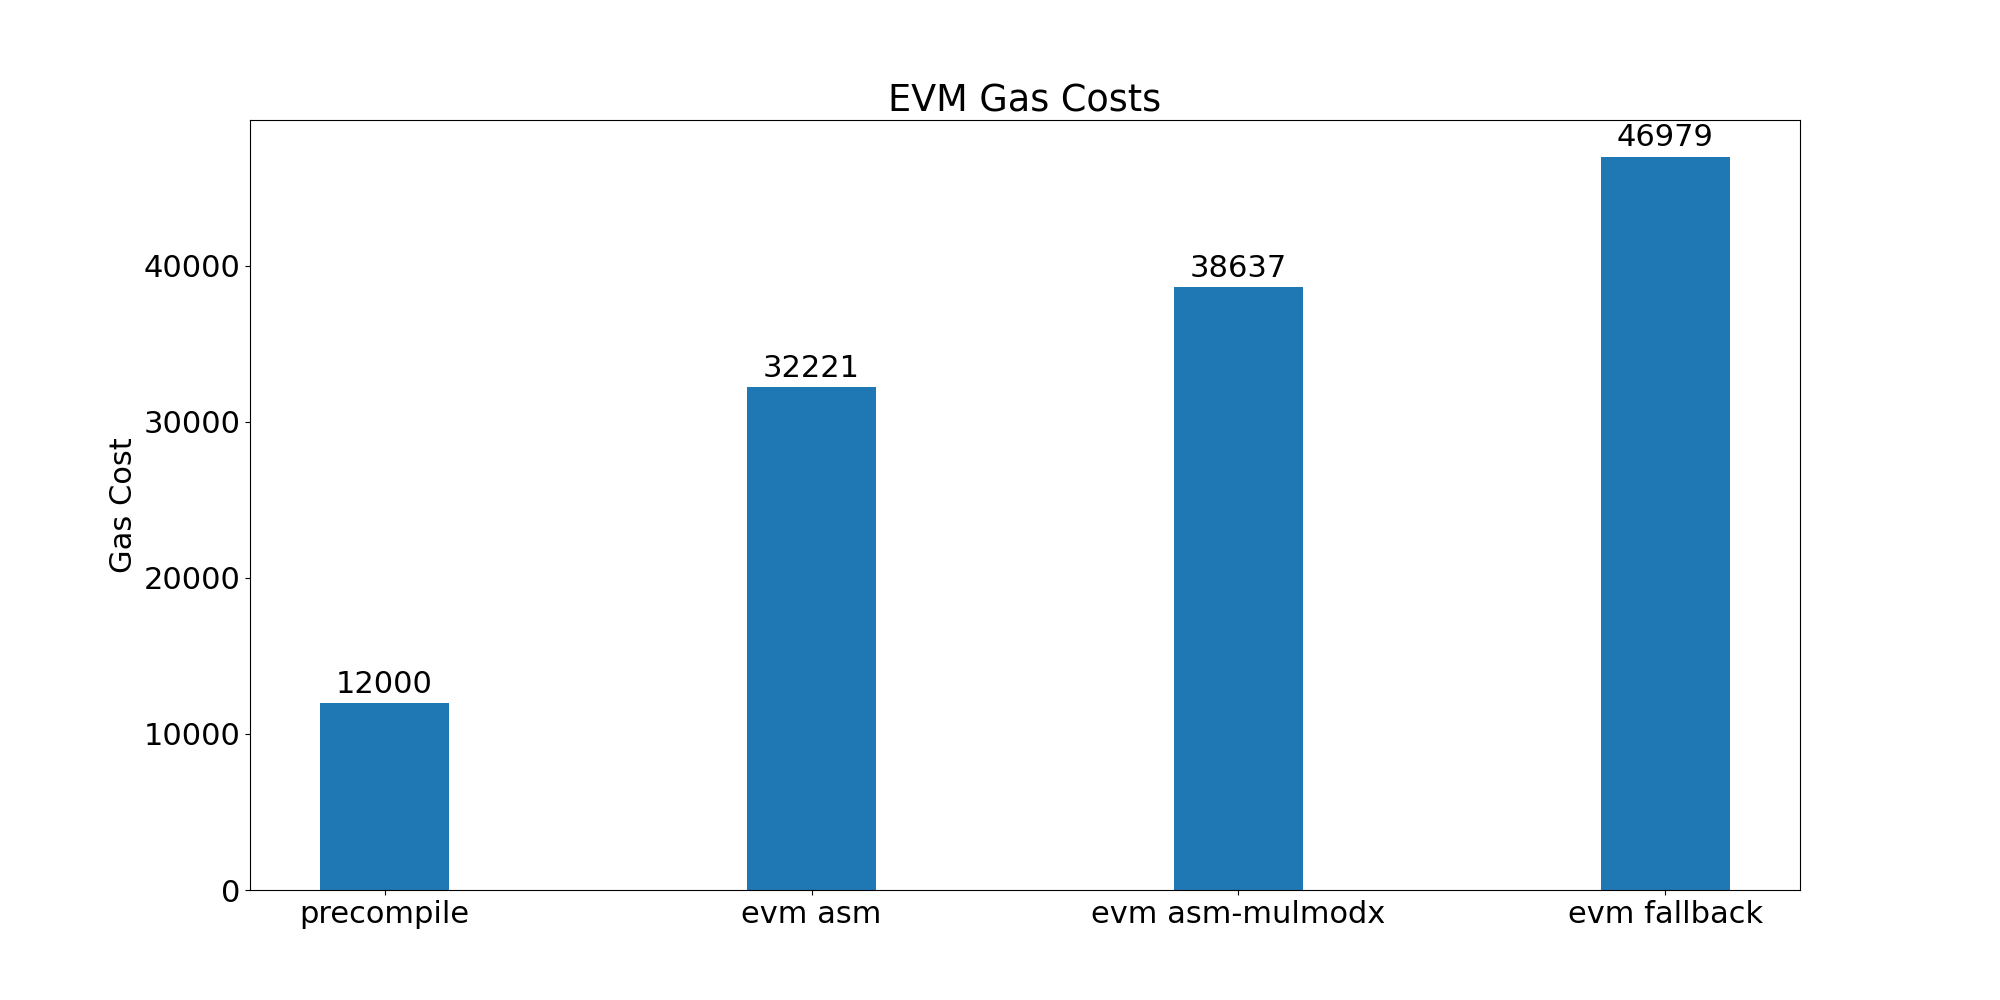 EVM Gas Costs
Gas Cost
46979
38637
32221
12000
40000
30000
20000
10000
0
precompile
evm asm
evm asm-mulmodx
evm fallback